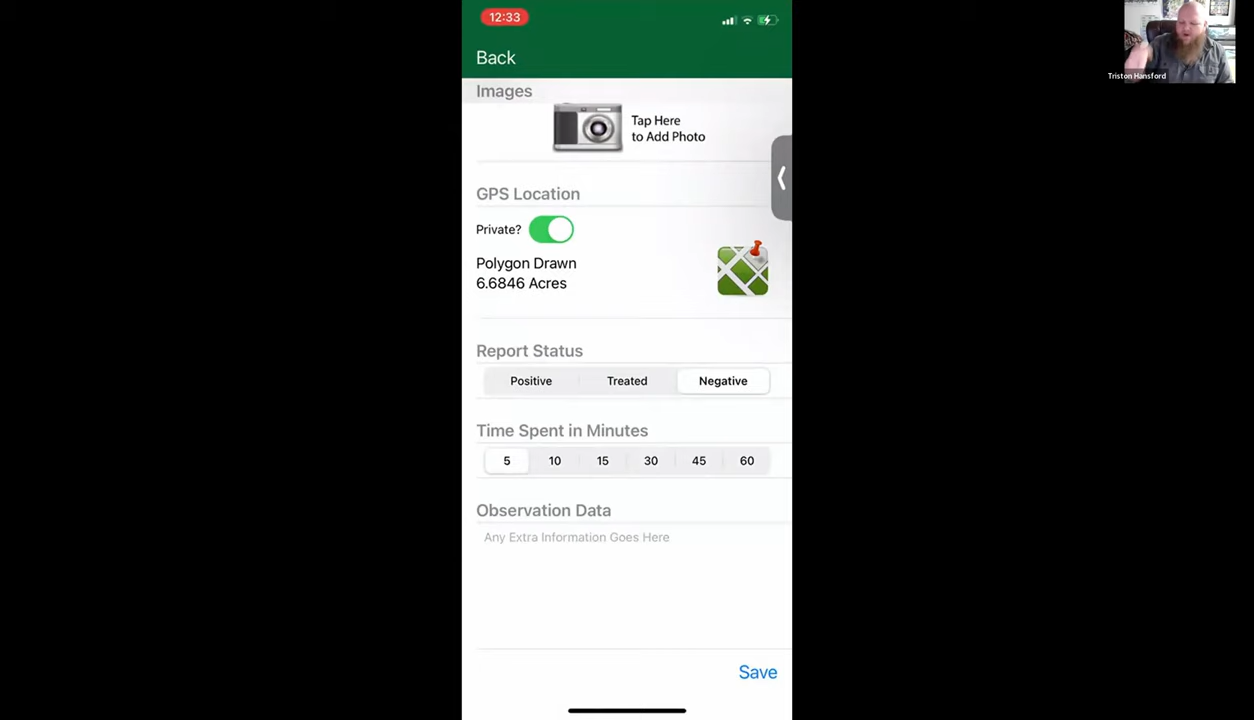 12:33
Back
Images
Tap Here
to Add Photo
GPS Location
Private?
Polygon Drawn
6.6846 Acres
Report Status
Positive Treated Negative
Time Spent in Minutes
5 10 15 30 45 60
Observation Data
Any Extra Information Goes Here
Save
Triston Hansford